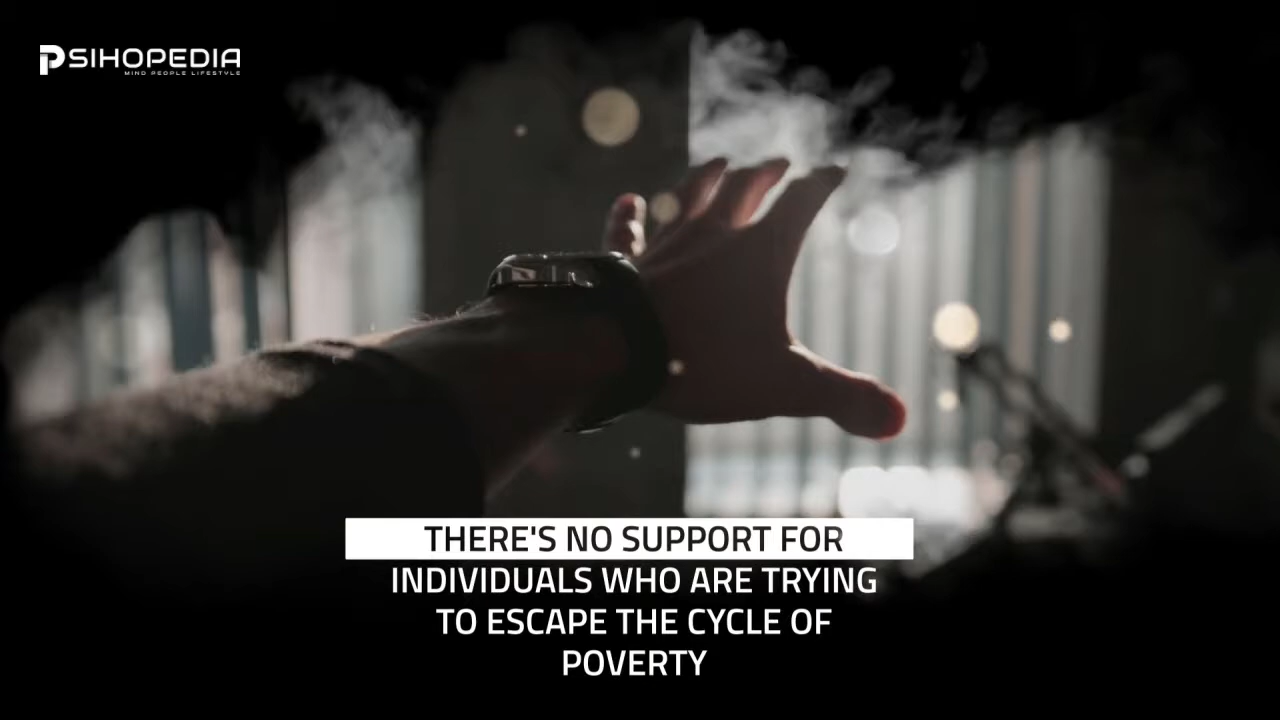 PSIHOPEDIA
MIND PEOPLE LIFESTYLE
THERE'S NO SUPPORT FOR
INDIVIDUALS WHO ARE TRYING
TO ESCAPE THE CYCLE OF
POVERTY